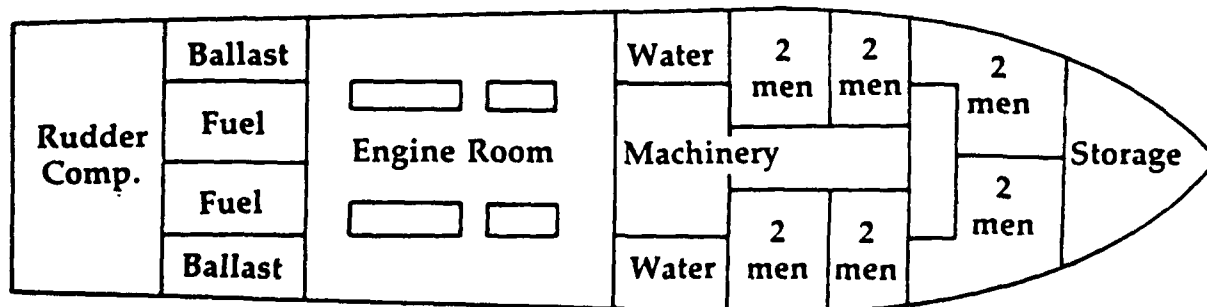 Rudder
Comp.
Ballast
Fuel
Fuel
Ballast
Engine Room
Water
Machinery
Water
2
men
2
men
2
men
2
men
2
men
2
men
Storage